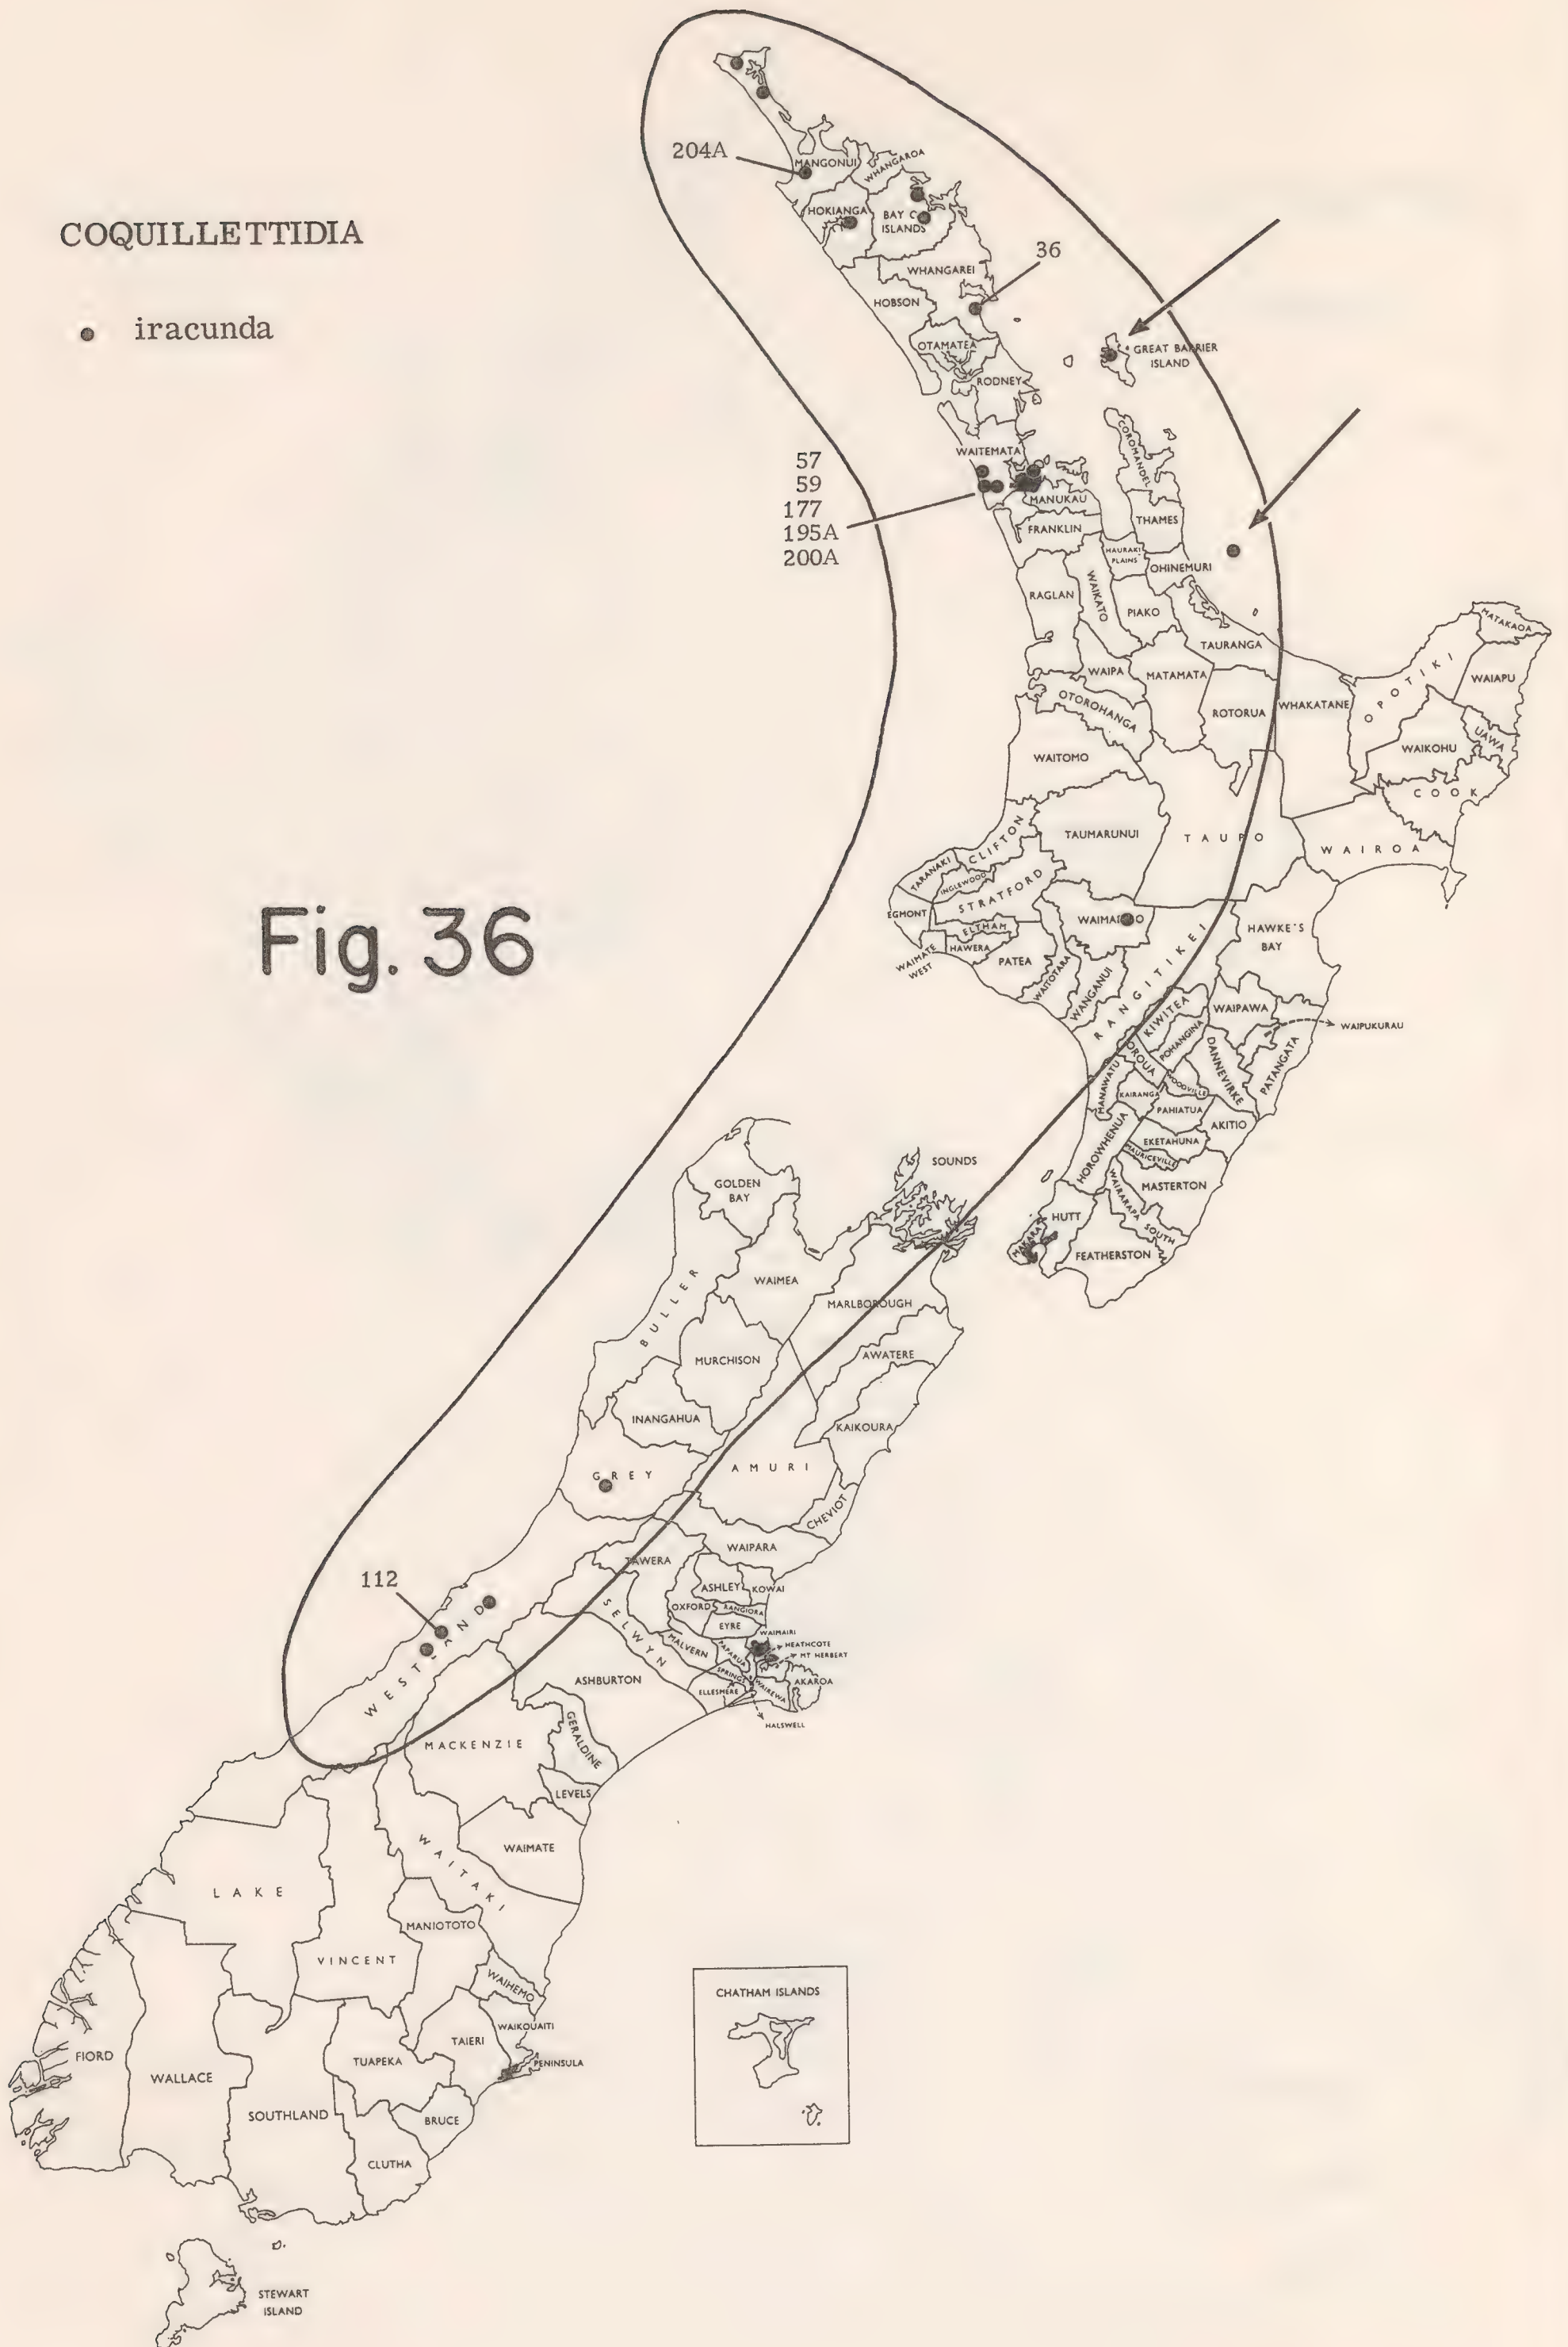 COQUILLETTIDIA
iracunda
Fig. 36
204A
MANGONUI
WHANGAROA
HOKIANGA
BAY O
ISLANDS
36
WHANGAREI
HOBSON
OTAMATEA
GREAT BARRIER
ISLAND
RODNEY
COROMANDEL
WAITEMATA
57
59
177
195A
200A
MANUKAU
THAMES
FRANKLIN
HAURAKI
PLAINS
OHINEMURI
RAGLAN
WAIKATO
PIAKO
MATAKAOA
TAURANGA
WAIPA
MATAMATA
OPOTIKI
WAIAPU
OTOROHANGA
ROTORUA
WHAKATANE
UAWA
WAIKOHU
WAITOMO
COOK
CLIFTON
TAUMARUNUI
TAUPO
WAIROA
TARANAKI
INGLEWOOD
STRATFORD
EGMONT
ELTHAM
WAIMARINO
HAWKE'S
BAY
WAIMATE
WEST
HAWERA
PATEA
WAITOTARA
WANGANUI
RANGITIKEI
KIWITEA
WAIPAWA
WAIPUKURAU
POHANGINA
OROUA
DANNEVIRKE
PATANGATA
MANAWATU
KAIRANGA
WOODVILLE
PAHIATUA
AKITIO
HOROWHENUA
EKETAHUNA
MAURICEVILLE
MASTERTON
WAIRARAPA
SOUTH
HUTT
MAKARA
FEATHERSTON
SOUNDS
GOLDEN
BAY
WAIMEA
BULLER
MARLBOROUGH
MURCHISON
AWATERE
INANGAHUA
KAIKOURA
GREY
AMURI
CHEVIOT
WAIPARA
TAWERA
112
ASHLEY
KOWAI
OXFORD
RANGIORA
EYRE
SELWYN
WAIMAIRI
HEATHCOTE
MT HERBERT
MALVERN
PAPARUA
WESTLAND
SPRINGS
ASHBURTON
ELLESMERE
WAIREWA
AKAROA
HALSWELL
GERALDINE
MACKENZIE
LEVELS
WAITAKI
WAIMATE
LAKE
MANIOTOTO
VINCENT
WAIHEMO
CHATHAM ISLANDS
WAIKOUAITI
TAIERI
FIORD
TUAPEKA
PENINSULA
WALLACE
SOUTHLAND
BRUCE
CLUTHA
STEWART
ISLAND